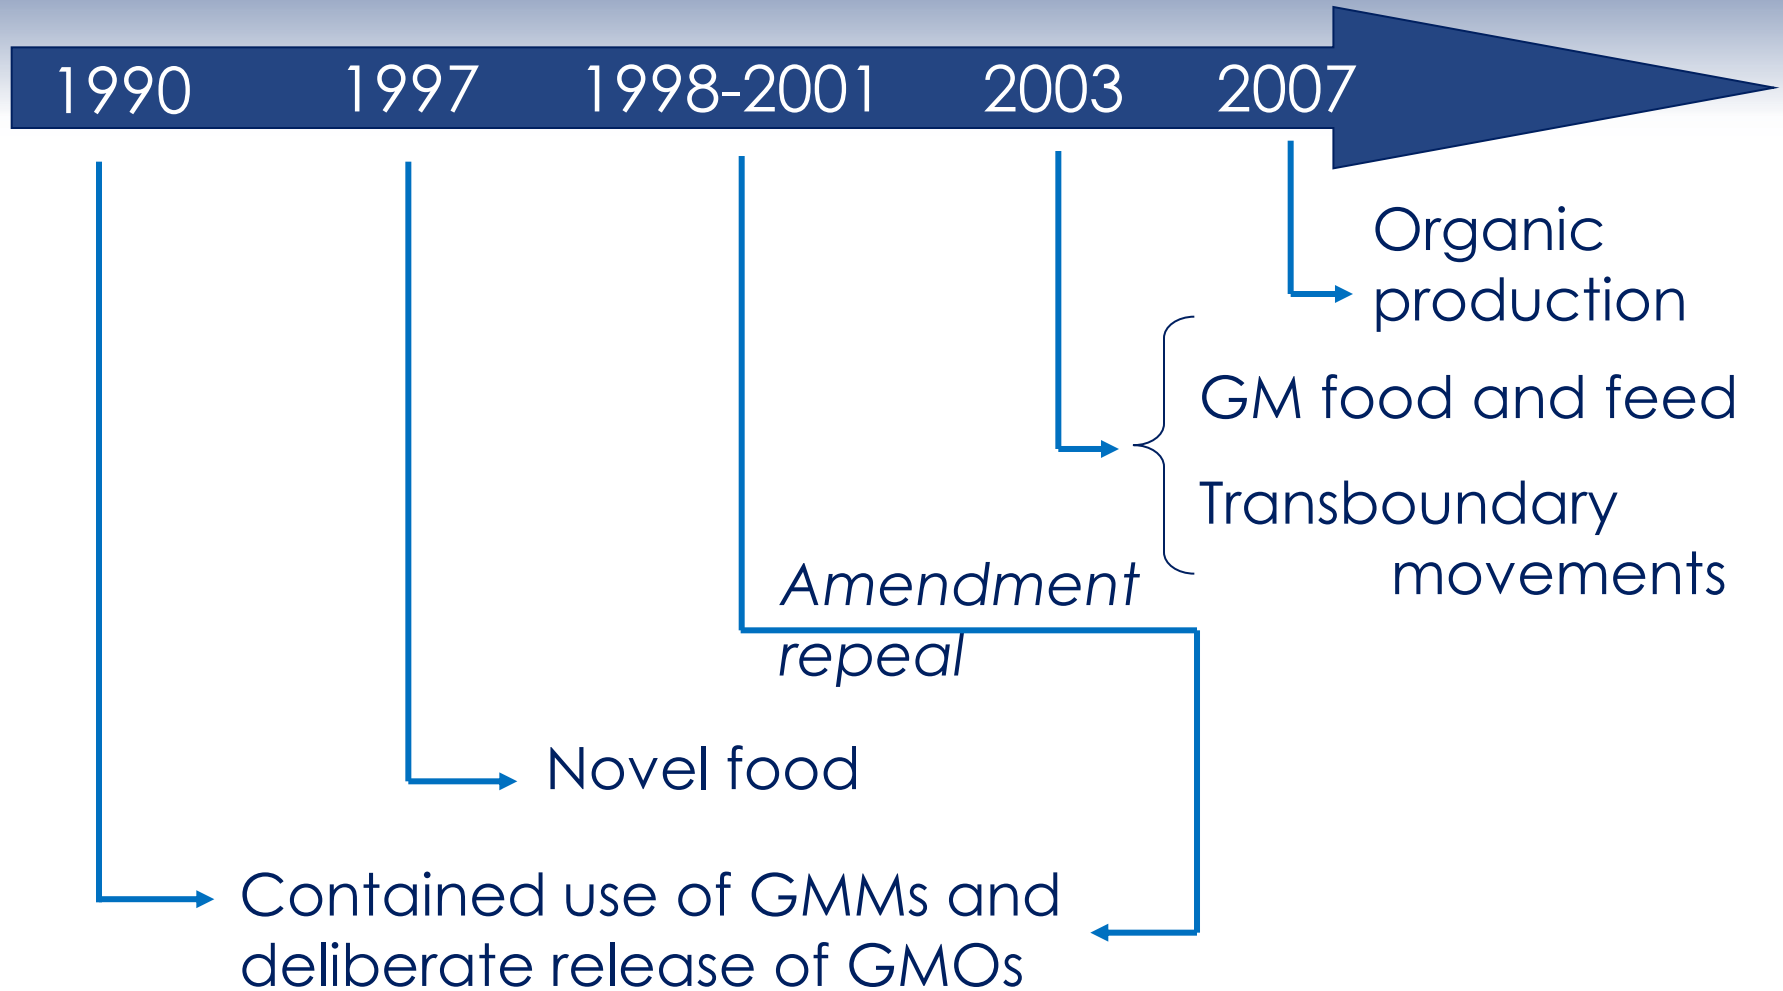 1990 1997 1998-2001 2003 2007
Organic
production
GM food and feed
Transboundary
movements
Amendment
repeal
Novel food
Contained use of GMMs and
deliberate release of GMOs